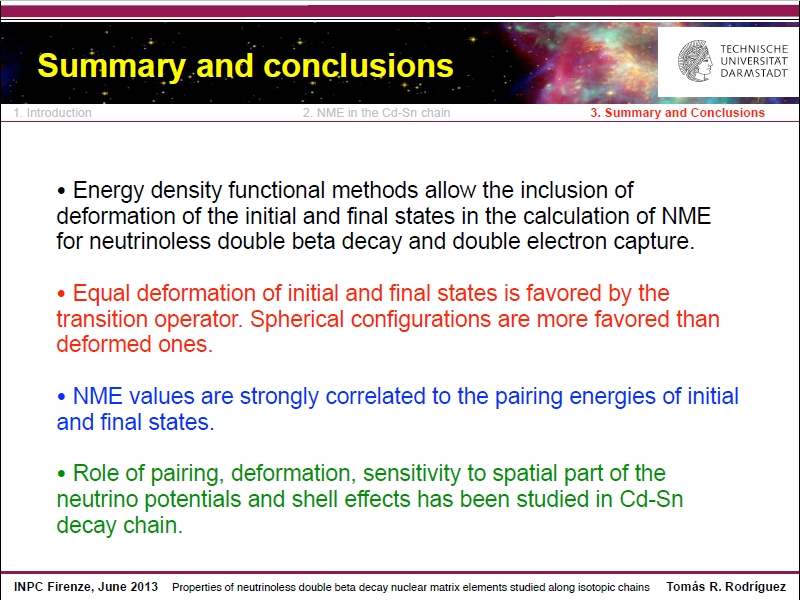 Summary and conclusions
TECHNISCHE
UNIVERSITÄT
DARMSTADT
1. Introduction
2. NME in the Cd-Sn chain
3. Summary and Conclusions
• Energy density functional methods allow the inclusion of
deformation of the initial and final states in the calculation of NME
for neutrinoless double beta decay and double electron capture.
• Equal deformation of initial and final states is favored by the
transition operator. Spherical configurations are more favored than
deformed ones.
• NME values are strongly correlated to the pairing energies of initial
and final states.
• Role of pairing, deformation, sensitivity to spatial part of the
neutrino potentials and shell effects has been studied in Cd-Sn
decay chain.
INPC Firenze, June 2013
Properties of neutrinoless double beta decay nuclear matrix elements studied along isotopic chains
Tomás R. Rodríguez